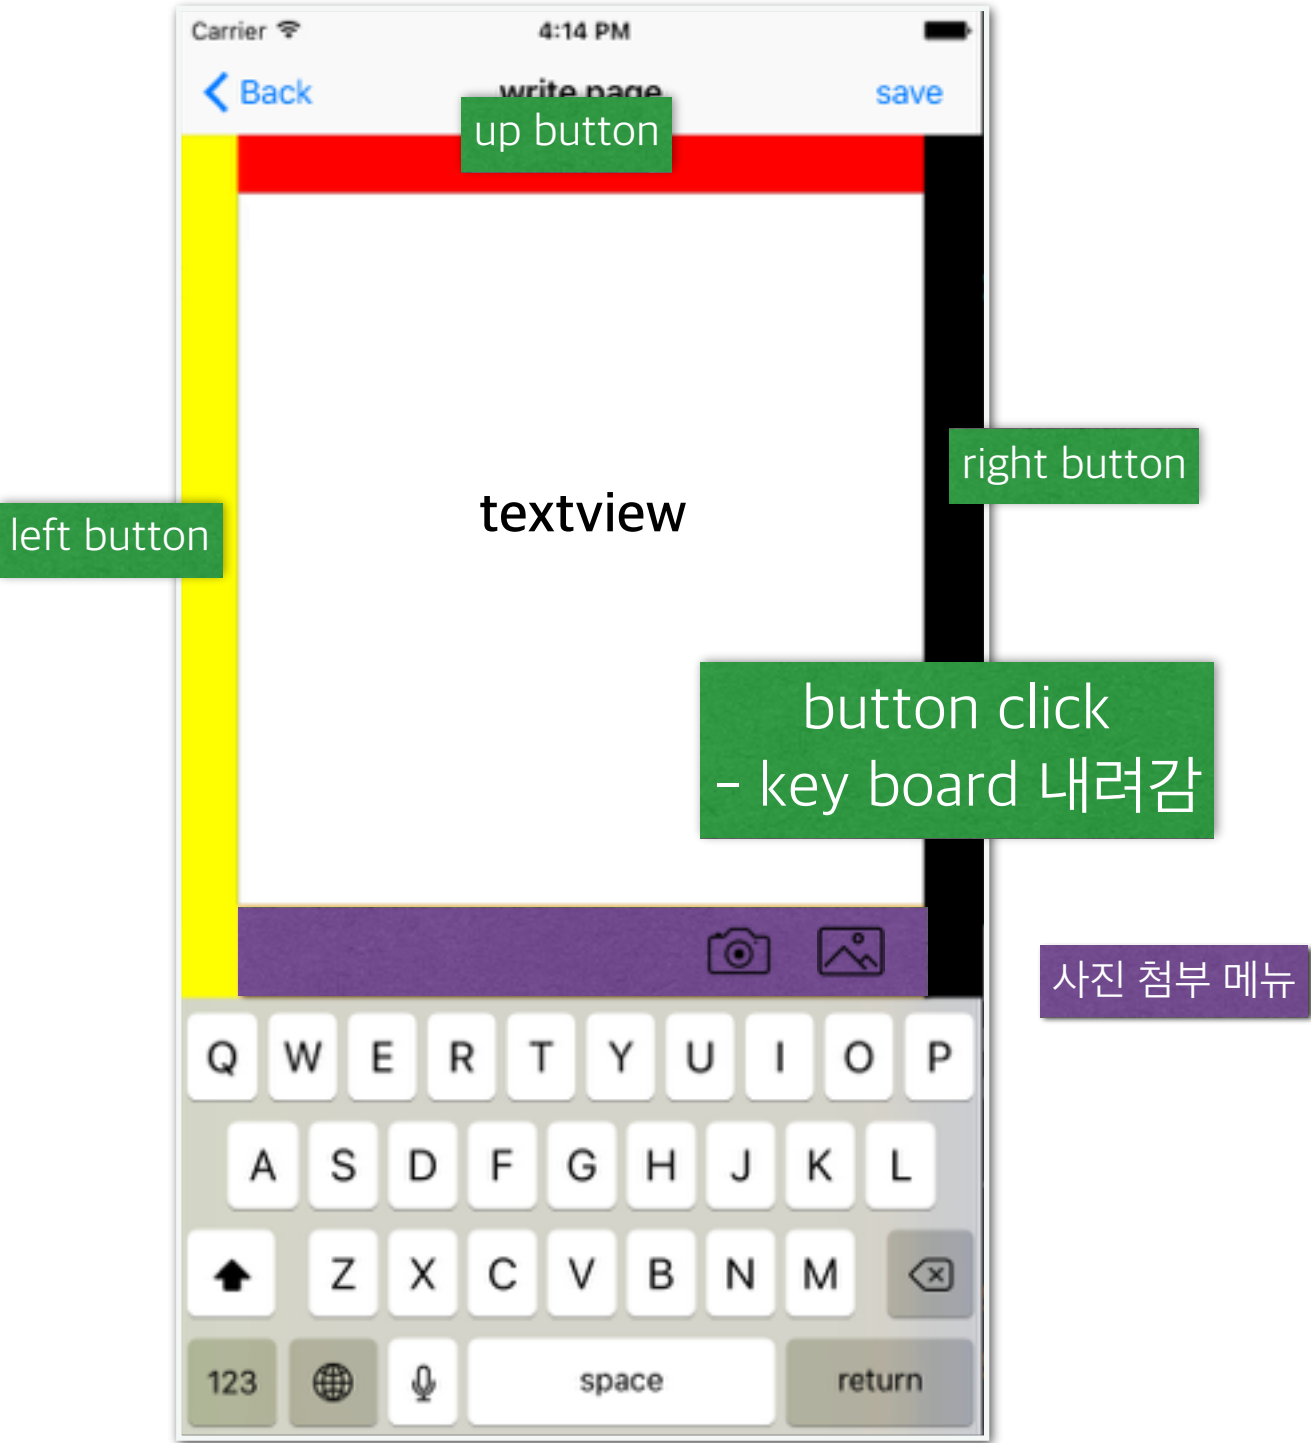 Carrier
4:14 PM
Back
write page
save
up button
right button
left button
textview
button click
- key board 내려감
사진 첨부 메뉴
Q W E R T Y U I O P
A S D F G H J K L
Z X C V B N M
123
space
return